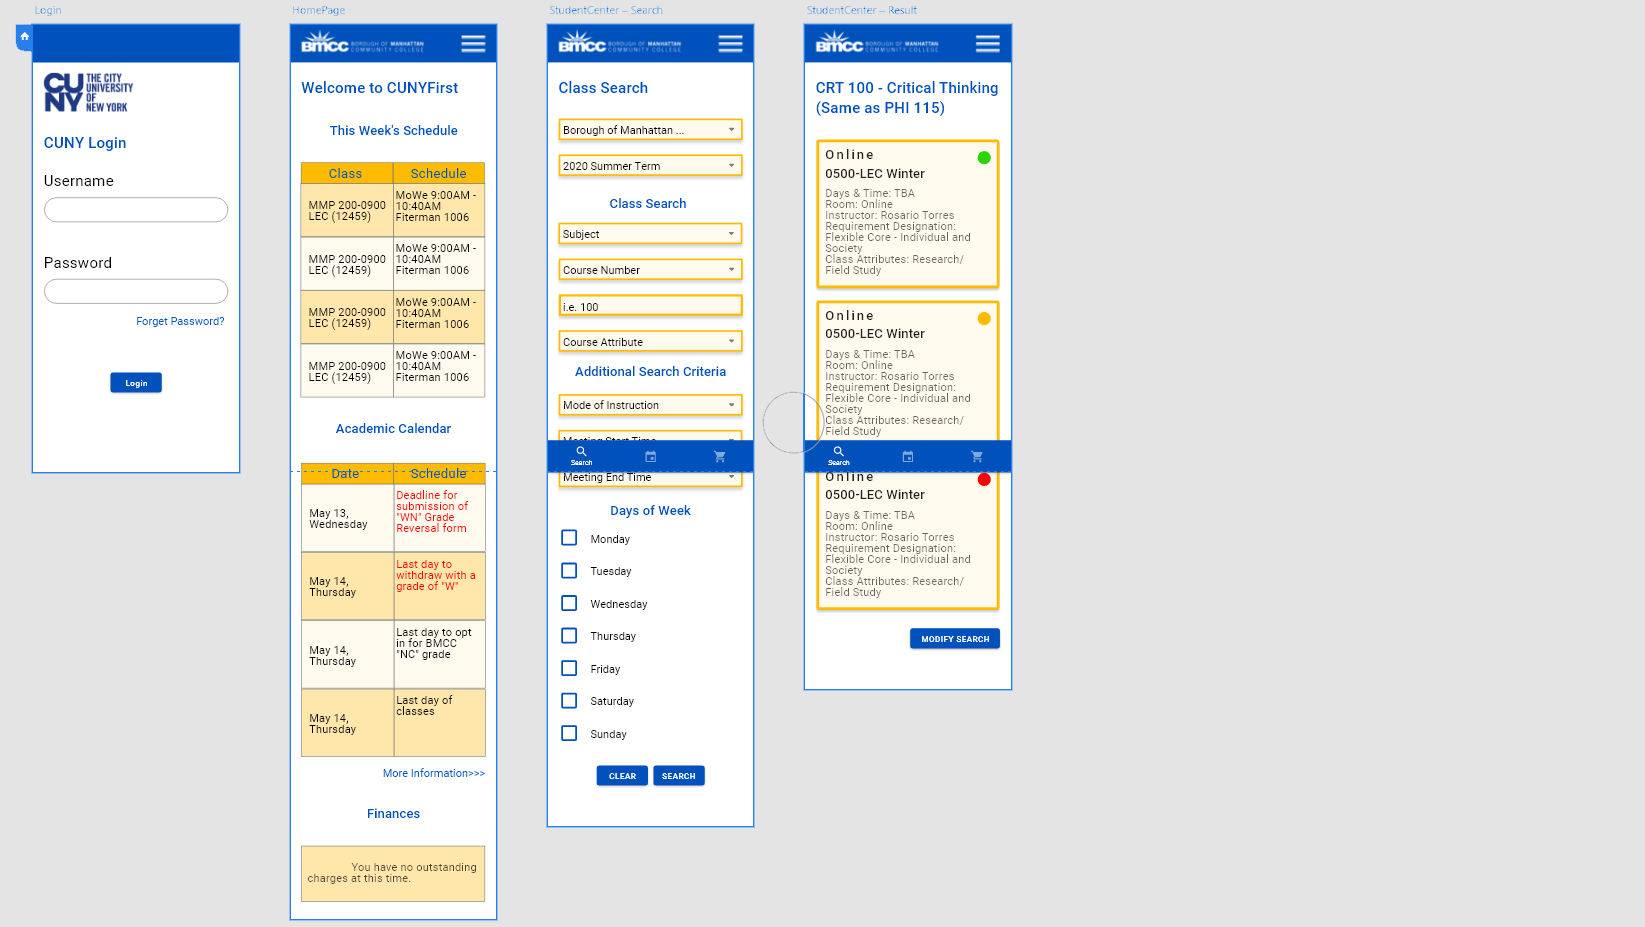 Login
CU
NY
THE CITY
UNIVERSITY
OF
NEW YORK
CUNY Login
Username
Password
Forget Password?
Login
HomePage
BMCC BOROUGH OF MANHATTAN
COMMUNITY COLLEGE
Welcome to CUNYFirst
This Week's Schedule
Class Schedule
MMP 200-0900
LEC (12459)
MoWe 9:00AM -
10:40AM
Fiterman 1006
MMP 200-0900
LEC (12459)
MoWe 9:00AM -
10:40AM
Fiterman 1006
MMP 200-0900
LEC (12459)
MoWe 9:00AM -
10:40AM
Fiterman 1006
MMP 200-0900
LEC (12459)
MoWe 9:00AM -
10:40AM
Fiterman 1006
Academic Calendar
Date Schedule
May 13,
Wednesday
Deadline for
submission of
"WN" Grade
Reversal form
May 14,
Thursday
Last day to
withdraw with a
grade of "W"
May 14,
Thursday
Last day to opt
in for BMCC
"NC" grade
May 14,
Thursday
Last day of
classes
More Information>>>
Finances
You have no outstanding
charges at this time.
StudentCenter – Search
BMCC BOROUGH OF MANHATTAN
COMMUNITY COLLEGE
Class Search
Borough of Manhattan ...
2020 Summer Term
Class Search
Subject
Course Number
i.e. 100
Course Attribute
Additional Search Criteria
Mode of Instruction
Meeting Start Time
Search
Meeting End Time
Days of Week
Monday
Tuesday
Wednesday
Thursday
Friday
Saturday
Sunday
CLEAR SEARCH
StudentCenter – Result
BMCC BOROUGH OF MANHATTAN
COMMUNITY COLLEGE
CRT 100 - Critical Thinking
(Same as PHI 115)
Online
0500-LEC Winter
Days & Time: TBA
Room: Online
Instructor: Rosario Torres
Requirement Designation:
Flexible Core - Individual and
Society
Class Attributes: Research/
Field Study
Online
0500-LEC Winter
Days & Time: TBA
Room: Online
Instructor: Rosario Torres
Requirement Designation:
Flexible Core - Individual and
Society
Class Attributes: Research/
Field Study
Search
Online
0500-LEC Winter
Days & Time: TBA
Room: Online
Instructor: Rosario Torres
Requirement Designation:
Flexible Core - Individual and
Society
Class Attributes: Research/
Field Study
MODIFY SEARCH